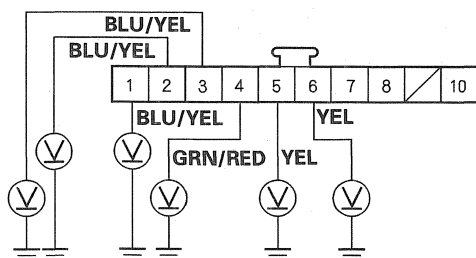 BLU/YEL
BLU/YEL
1 2 3 4 5 6 7 8 10
BLU/YEL YEL
GRN/RED YEL
V V
V V V V